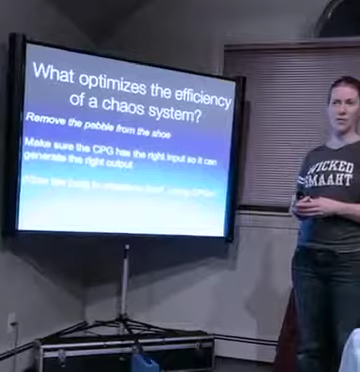 What optimizes the efficiency
of a chaos system?
Remove the pebble from the shoe
Make sure the CPG has the right input so it can
generate the right output
WICKED
SMAAHT